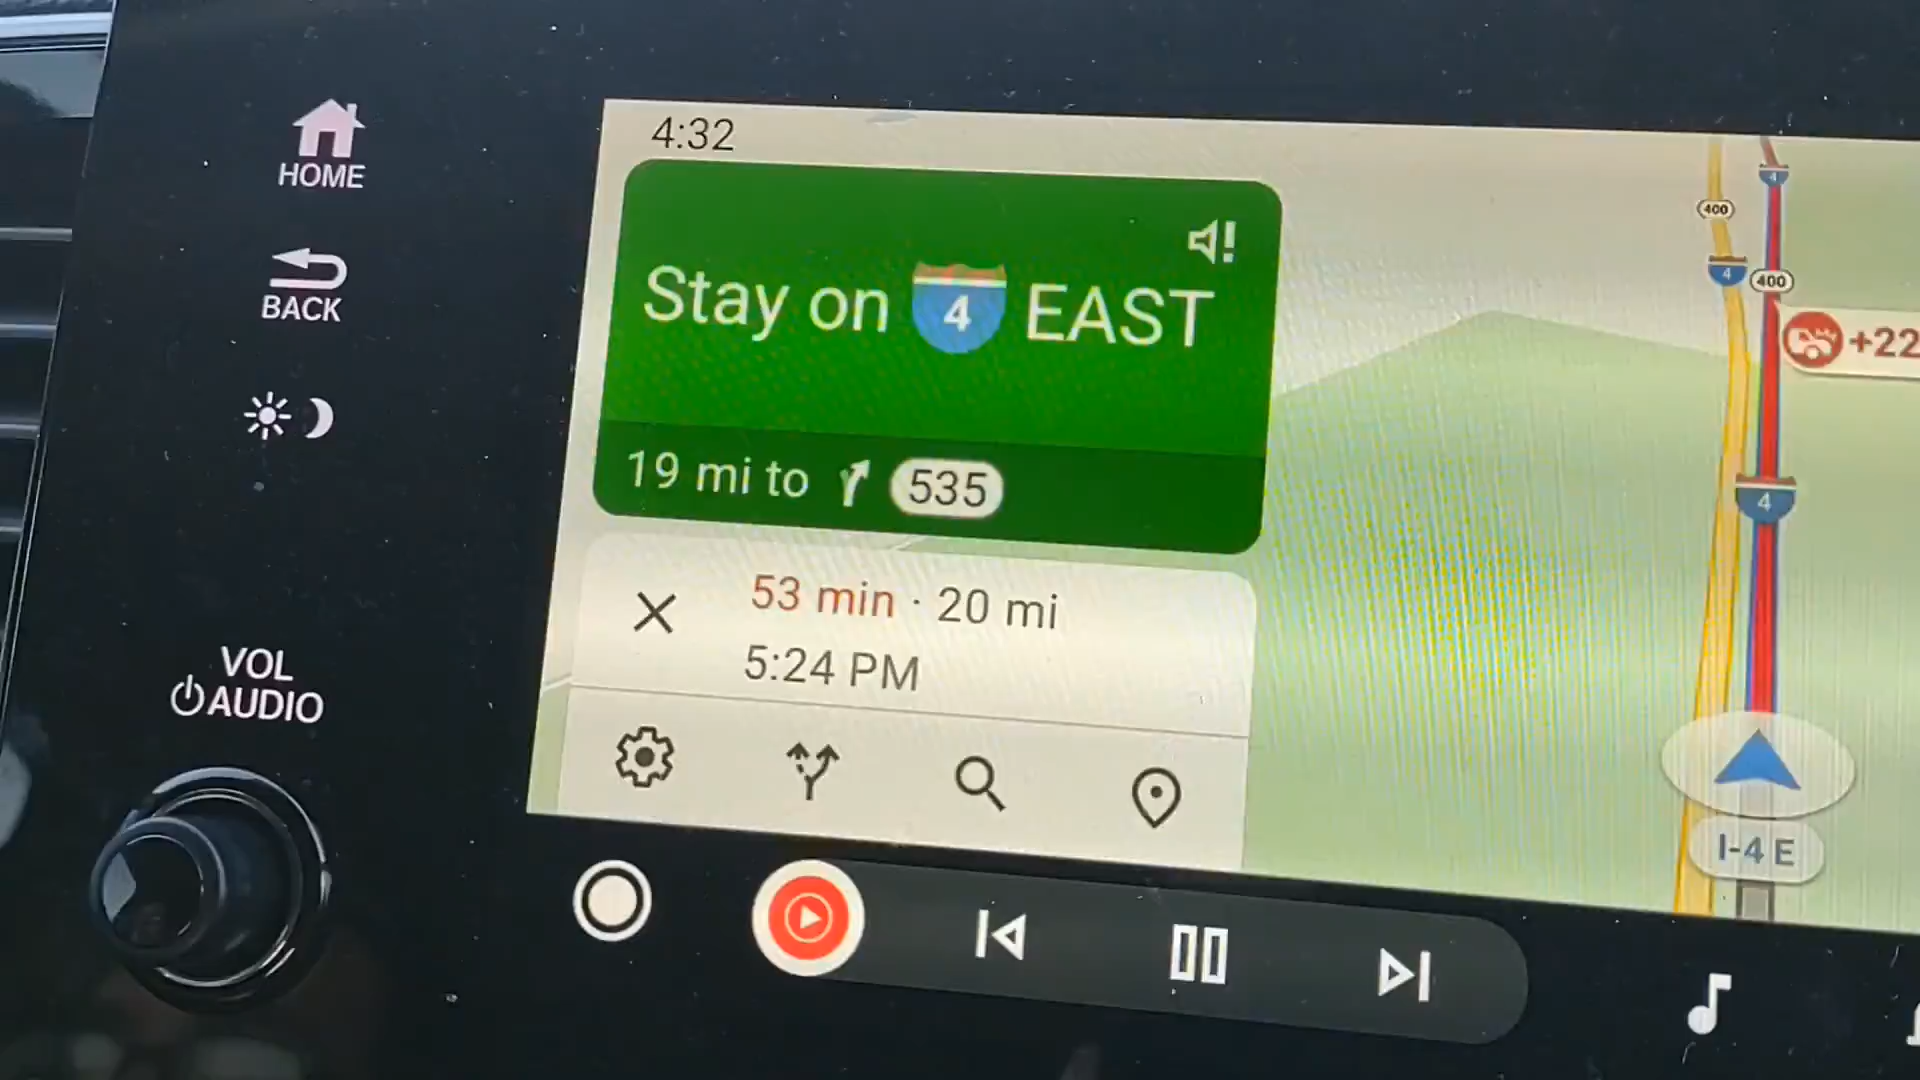 HOME
BACK
VOL
AUDIO
4:32
Stay on 4 EAST
19 mi to 535
53 min · 20 mi
5:24 PM
4
400
4
400
+22
4
I-4 E